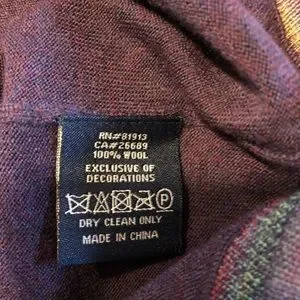 RN#81913
CA#26689
100% WOOL
EXCLUSIVE OF
DECORATIONS
P
DRY CLEAN ONLY
MADE IN CHINA